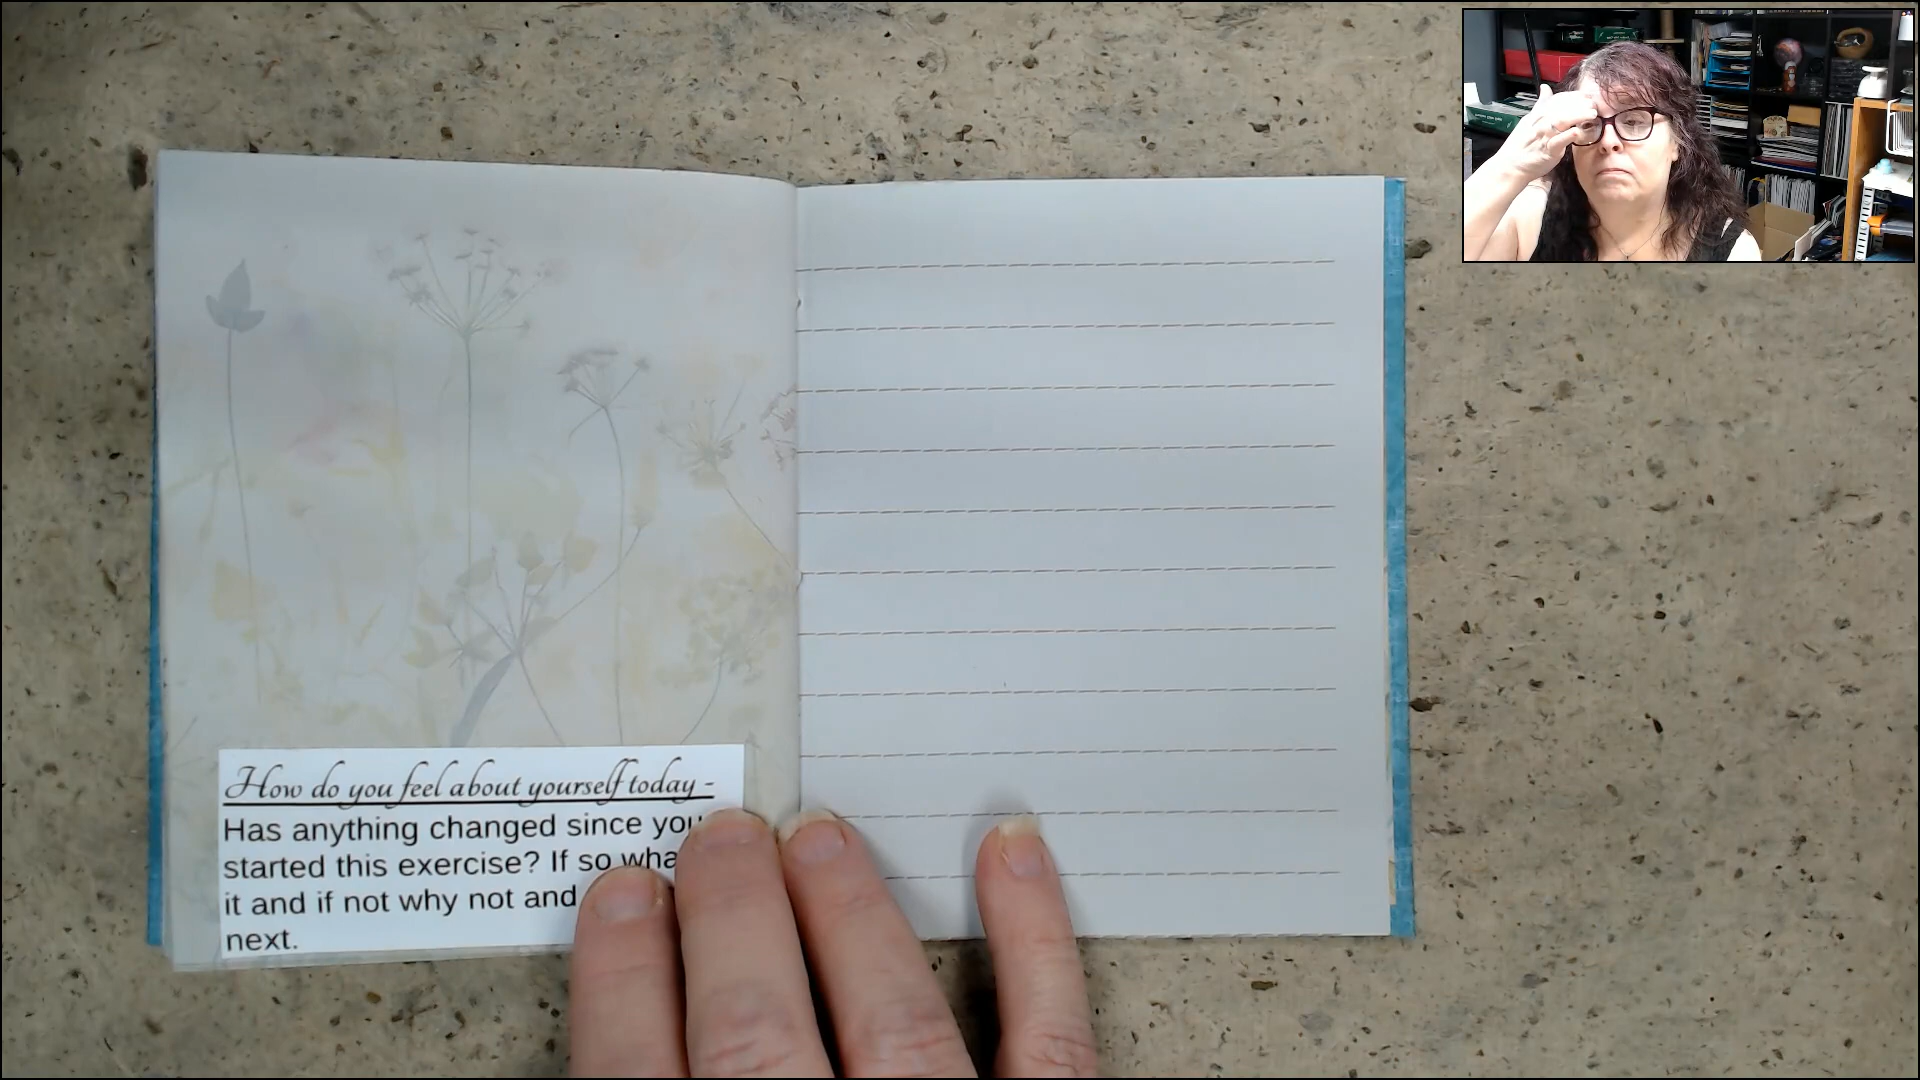 How do you feel about yourself today -
Has anything changed since you
started this exercise? If so
it and if not why not and
next.